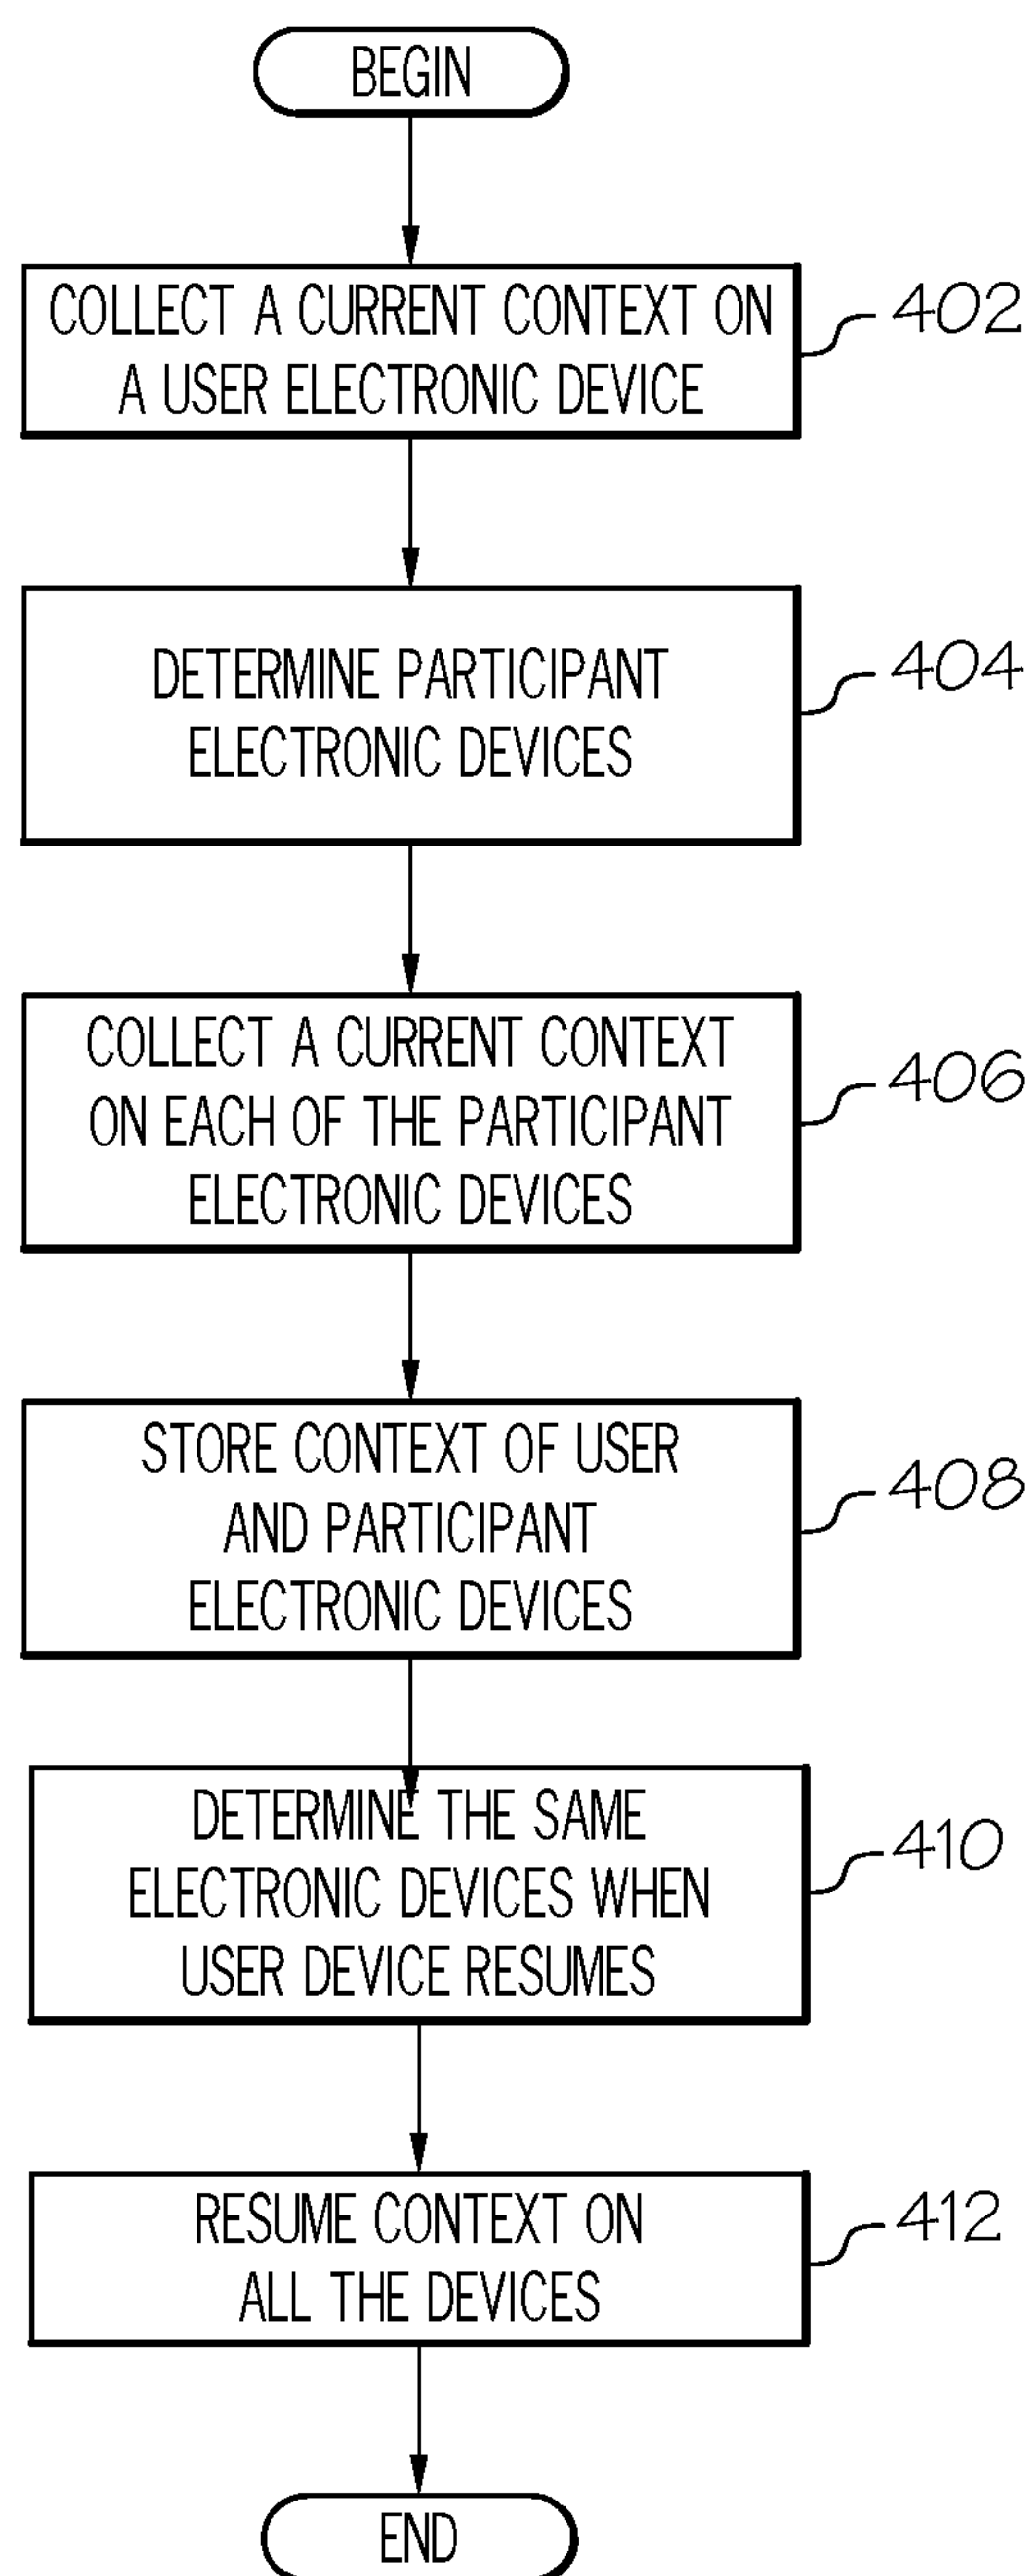 BEGIN
COLLECT A CURRENT CONTEXT ON
A USER ELECTRONIC DEVICE
402
DETERMINE PARTICIPANT
ELECTRONIC DEVICES
404
COLLECT A CURRENT CONTEXT
ON EACH OF THE PARTICIPANT
ELECTRONIC DEVICES
406
STORE CONTEXT OF USER
AND PARTICIPANT
ELECTRONIC DEVICES
408
DETERMINE THE SAME
ELECTRONIC DEVICES WHEN
USER DEVICE RESUMES
410
RESUME CONTEXT ON
ALL THE DEVICES
412
END